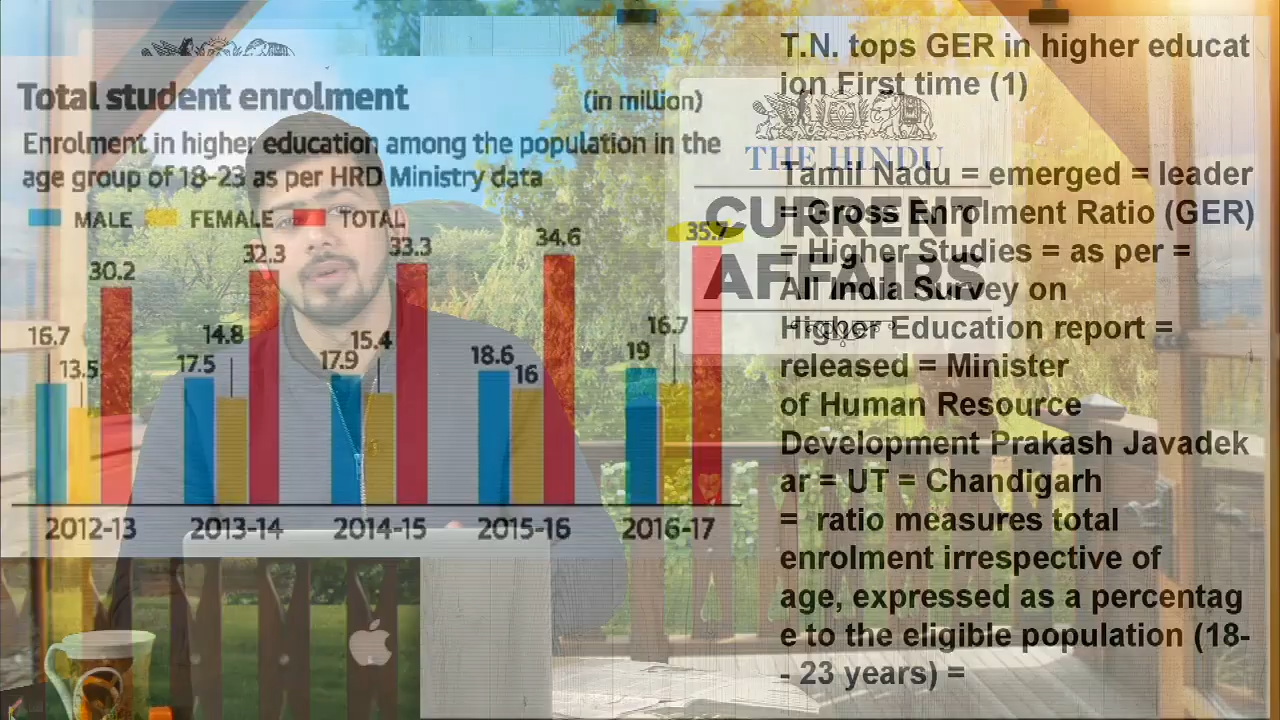 Total student enrolment
(in million)
Enrolment in higher education among the population in the
age group of 18-23 as per HRD Ministry data
MALE FEMALE TOTAL
30.2
32.3
33.3
34.6
35.7
16.7
13.5
14.8
17.5
15.4
17.9
18.6
16
16.7
19
2012-13 2013-14 2014-15 2015-16 2016-17
THE HINDU
CURRENT
AFFAIRS
T.N. tops GER in higher educat
ion First time (1)
Tamil Nadu = emerged = leader
= Gross Enrolment Ratio (GER)
= Higher Studies = as per =
All India Survey on
Higher Education report =
released = Minister
of Human Resource
Development Prakash Javadek
ar = UT = Chandigarh
= ratio measures total
enrolment irrespective of
age, expressed as a percentag
e to the eligible population (18-
- 23 years) =